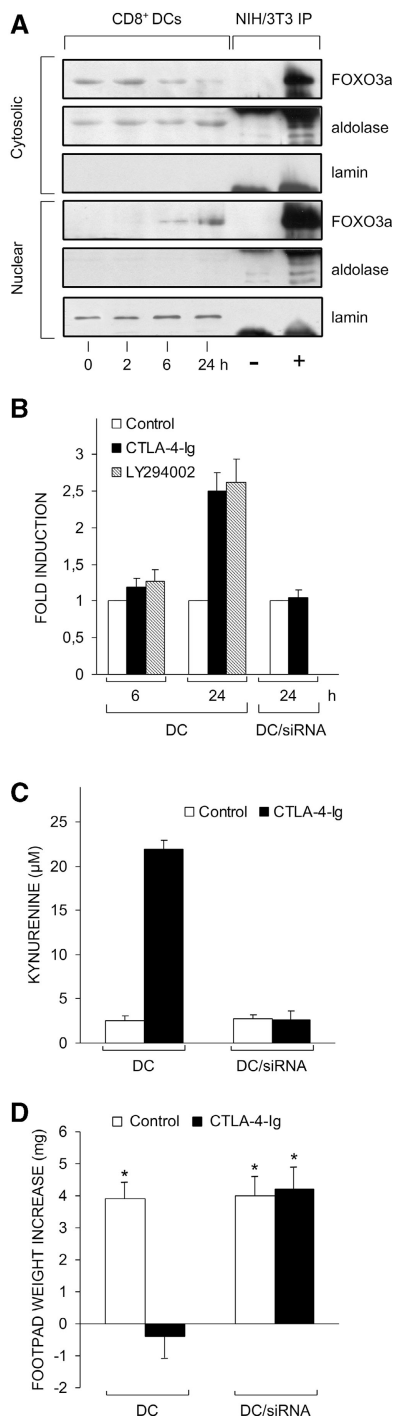 A
CD8+ DCs
NIH/3T3 IP
Cytosolic
FOXO3a
aldolase
lamin
Nuclear
FOXO3a
aldolase
lamin
0 2 6 24 h - +
B
Control
CTLA-4-Ig
LY294002
FOLD INDUCTION
3
2,5
2
1,5
1
0,5
0
6 24 24 h
DC DC/siRNA
C
Control CTLA-4-Ig
KYNURENINE (μM)
25
20
15
10
5
0
DC DC/siRNA
D
Control CTLA-4-Ig
FOOTPAD WEIGHT INCREASE (mg)
6
5
4
3
2
1
0
-1
-2
* * *
DC DC/siRNA